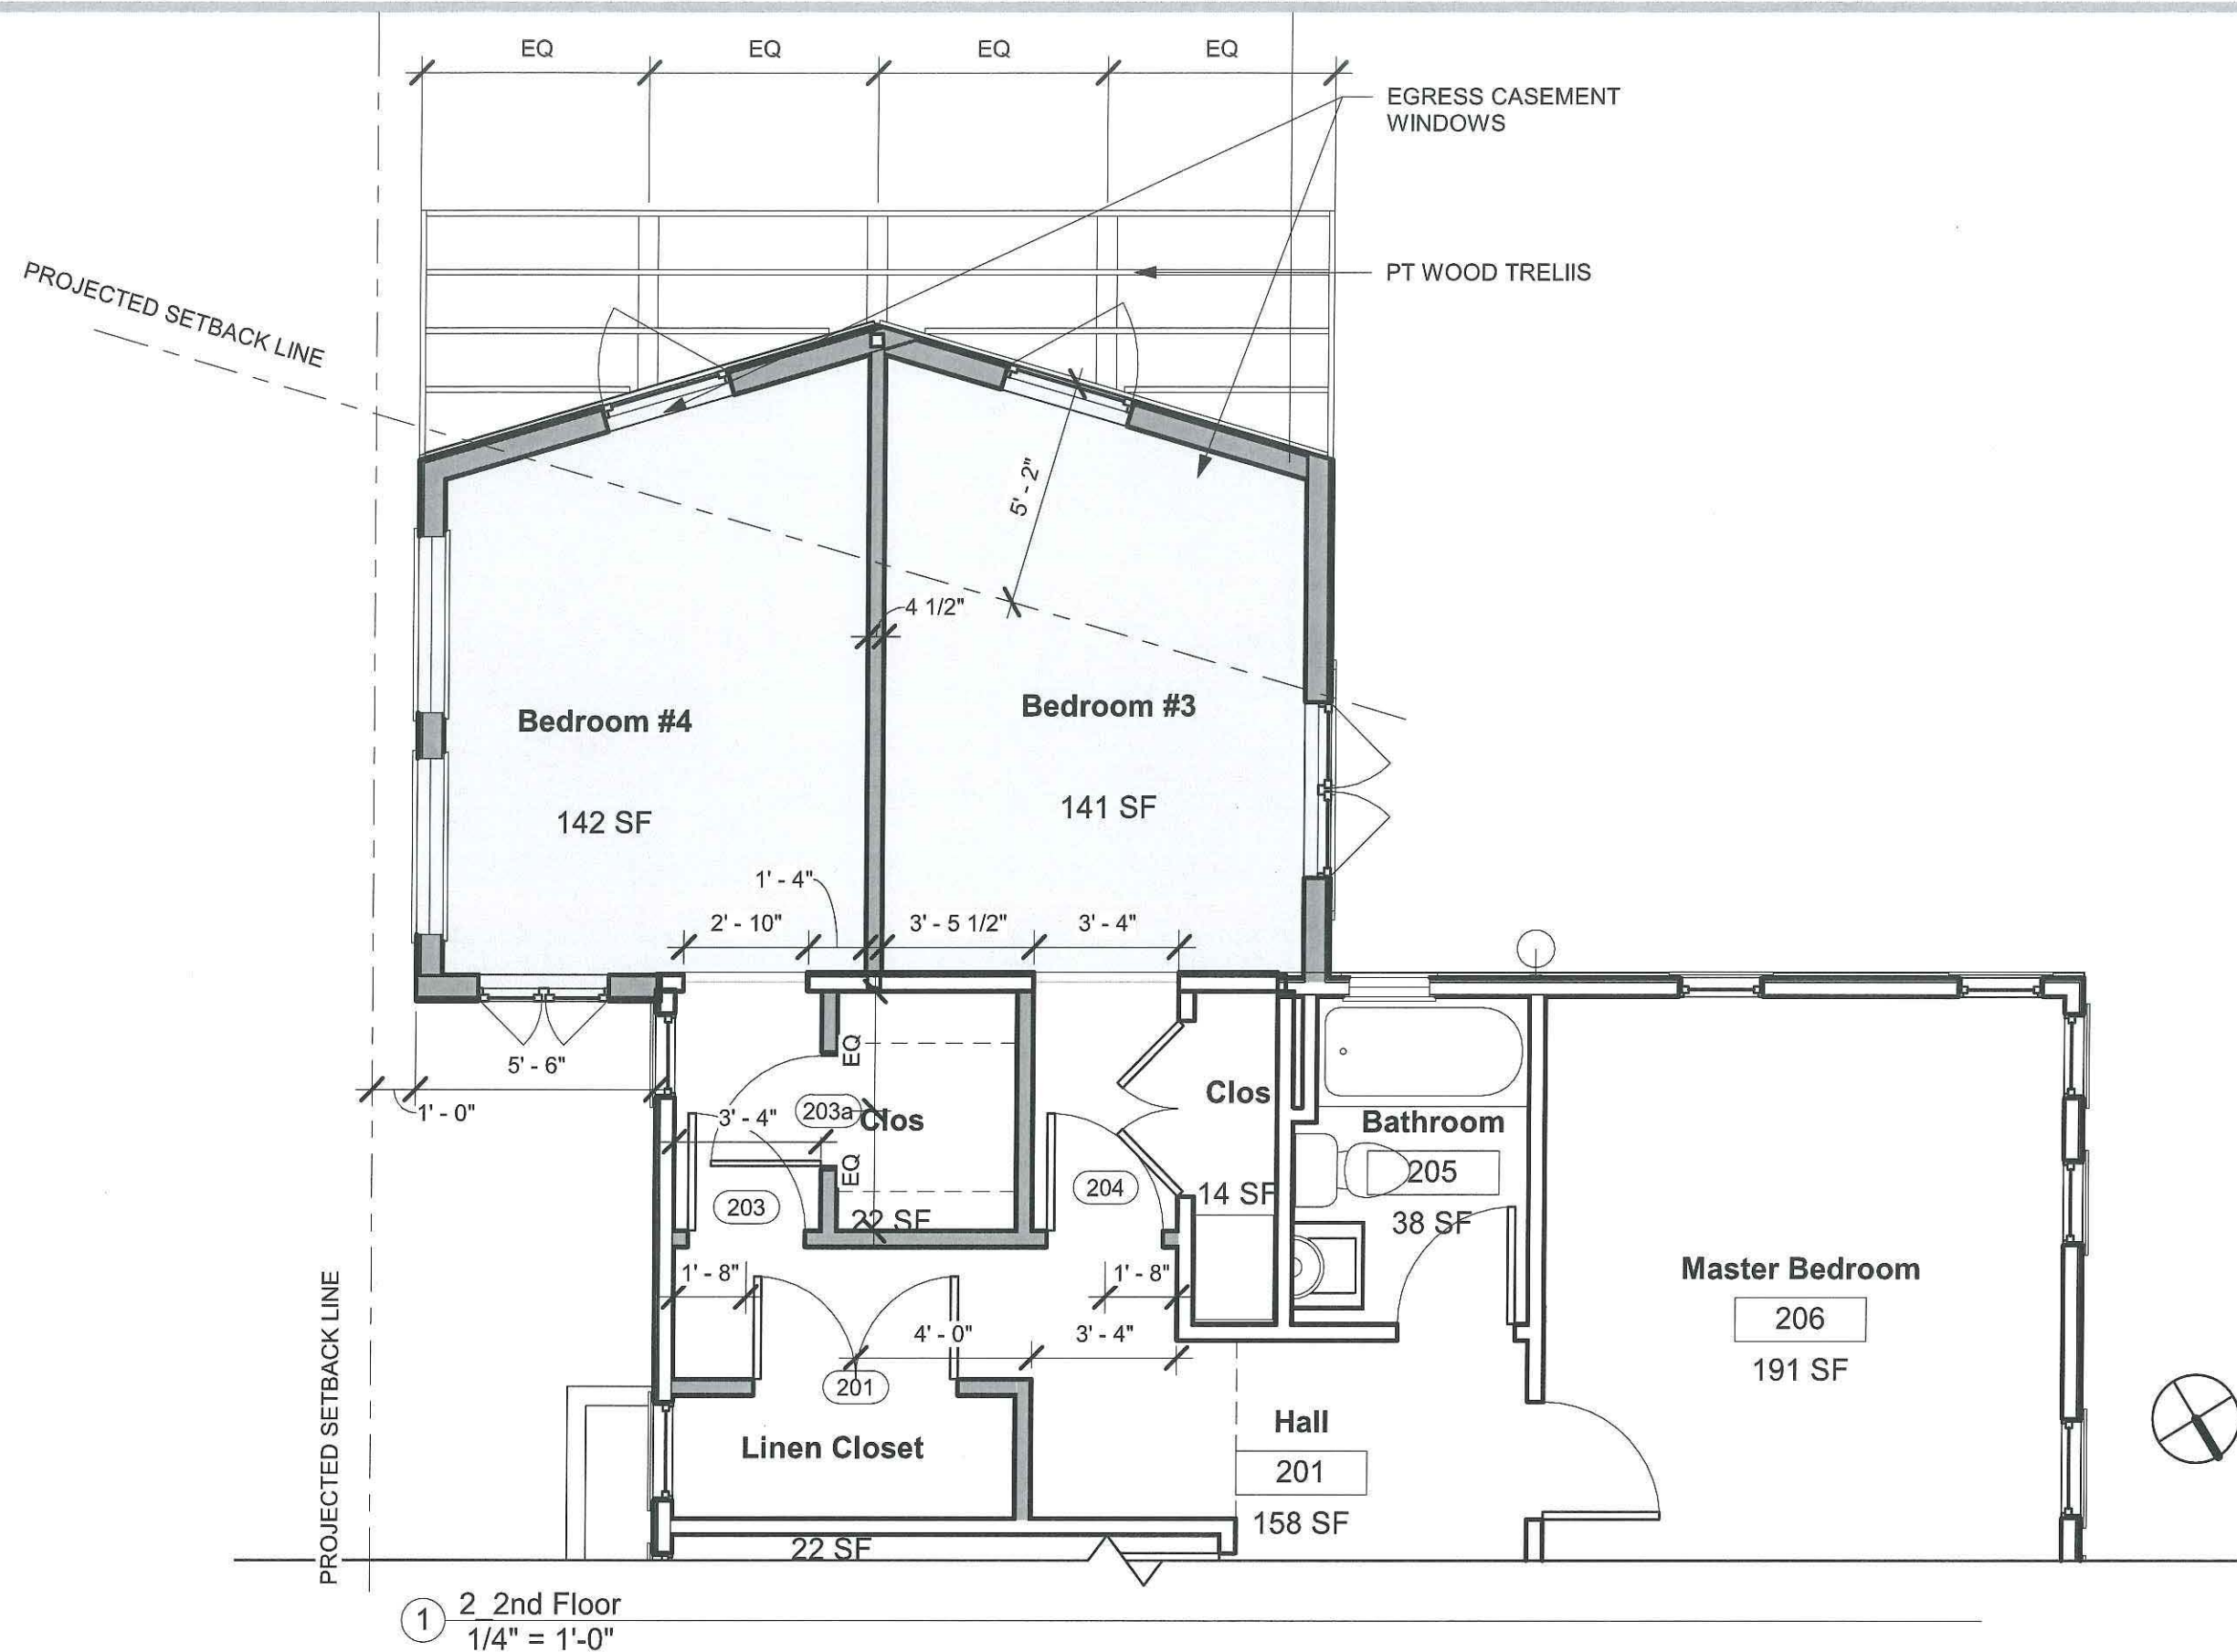 EQ EQ EQ EQ
EGRESS CASEMENT
WINDOWS
PROJECTED SETBACK LINE
PT WOOD TRELIIS
5' - 2"
4 1/2"
Bedroom #4
142 SF
Bedroom #3
141 SF
1' - 4"
2' - 10"
3' - 5 1/2"
3' - 4"
5' - 6"
1' - 0"
EQ
3' - 4"
203a
Clos
EQ
22 SF
203
Clos
14 SF
204
Bathroom
205
38 SF
1' - 8"
1' - 8"
4' - 0"
3' - 4"
201
Linen Closet
22 SF
Hall
201
158 SF
Master Bedroom
206
191 SF
PROJECTED SETBACK LINE
1
2_2nd Floor
1/4" = 1'-0"